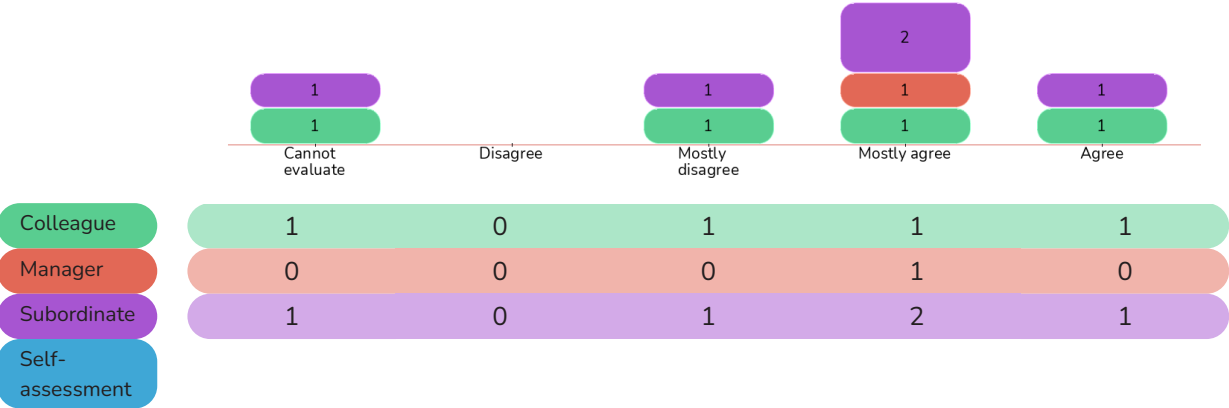 2
1 1 1 1
1 1 1 1
Cannot Disagree Mostly Mostly agree Agree
evaluate disagree
Colleague 1 0 1 1 1
Manager 0 0 0 1 0
Subordinate 1 0 1 2 1
Self-
assessment